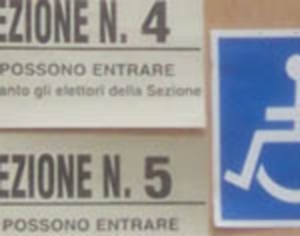 EZIONE N. 4
POSSONO ENTRARE
anto gli elettori della Sezione
EZIONE N. 5
POSSONO ENTRARE